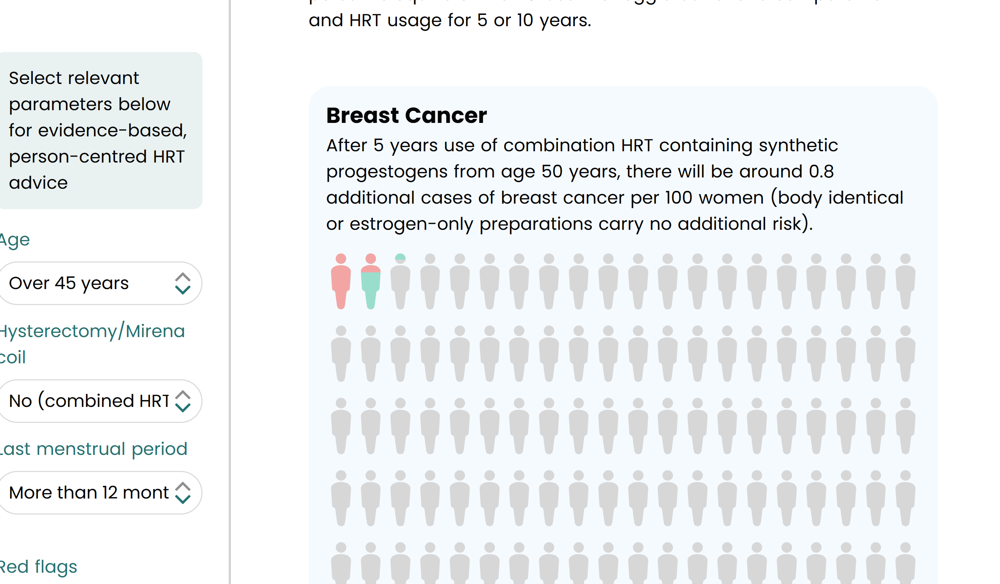 and HRT usage for 5 or 10 years.
Select relevant
parameters below
for evidence-based,
person-centred HRT
advice
Age
Over 45 years
Hysterectomy/Mirena
coil
No (combined HRT
Last menstrual period
More than 12 mont
Red flags
Breast Cancer
After 5 years use of combination HRT containing synthetic
progestogens from age 50 years, there will be around 0.8
additional cases of breast cancer per 100 women (body identical
or estrogen-only preparations carry no additional risk).